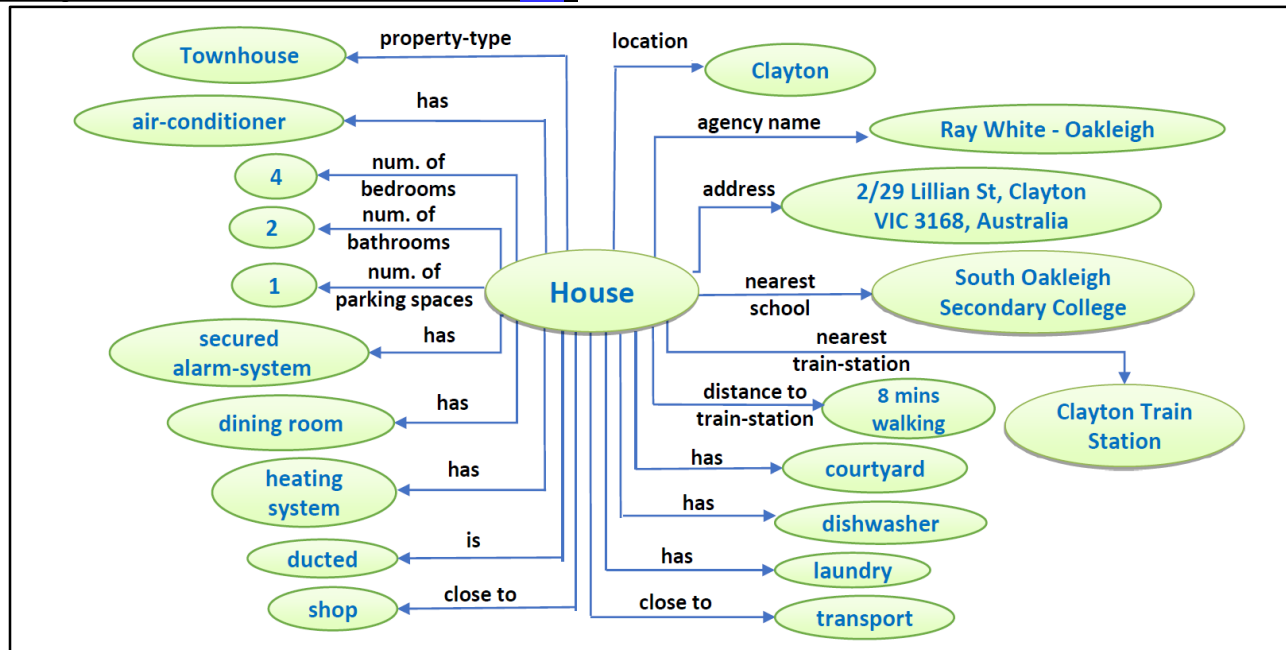 property-type
Townhouse
has
air-conditioner
num. of
bedrooms
4
num. of
bathrooms
2
num. of
parking spaces
1
has
secured
alarm-system
has
dining room
has
heating
system
is
ducted
close to
shop
House
location
Clayton
agency name
Ray White - Oakleigh
address
2/29 Lillian St, Clayton
VIC 3168, Australia
nearest
school
South Oakleigh
Secondary College
nearest
train-station
Clayton Train
Station
distance to
train-station
8 mins
walking
has
courtyard
has
dishwasher
has
laundry
close to
transport